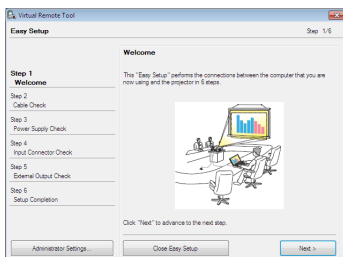 Virtual Remote Tool
Easy Setup
Step 1/6
Welcome
Step 1
Welcome
This "Easy Setup" performs the connections between the computer that you are
now using and the projector in 6 steps.
Step 2
Cable Check
Step 3
Power Supply Check
Step 4
Input Connector Check
Step 5
External Output Check
Step 6
Setup Completion
Click "Next" to advance to the next step.
Administrator Settings...
Close Easy Setup
Next >